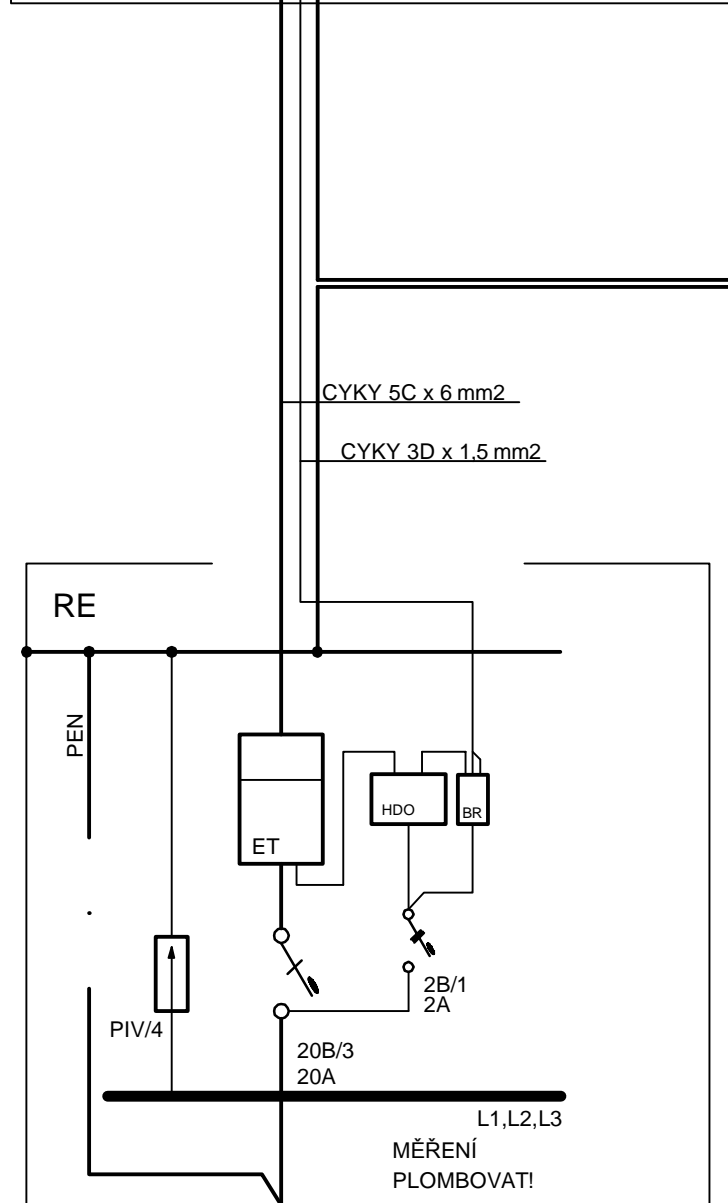 CYKY 5C x 6 mm2
CYKY 3D x 1,5 mm2
RE
PEN
HDO
BR
ET
2B/1
2A
PIV/4
20B/3
20A
L1,L2,L3
MĚŘENÍ
PLOMBOVAT!